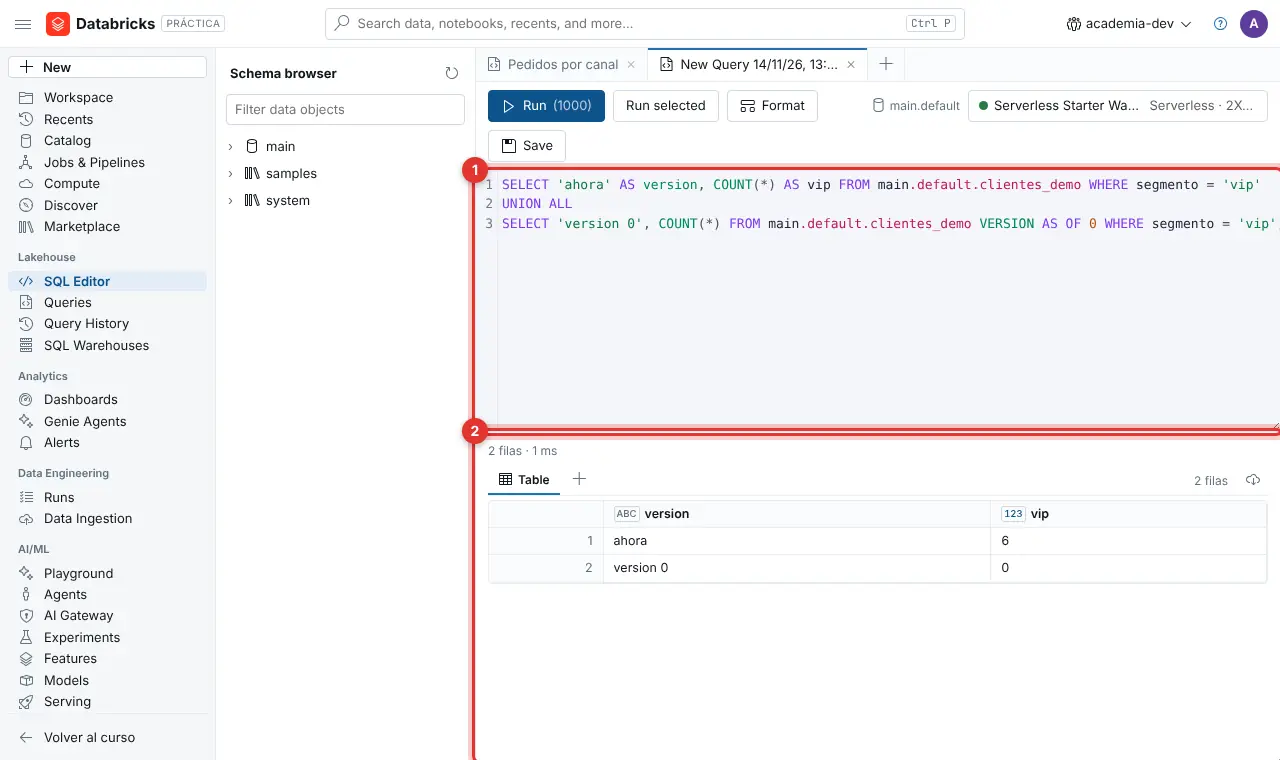 Databricks PRÁCTICA
Search data, notebooks, recents, and more... Ctrl P
academia-dev
A
New
Workspace
Recents
Catalog
Jobs & Pipelines
Compute
Discover
Marketplace
Lakehouse
SQL Editor
Queries
Query History
SQL Warehouses
Analytics
Dashboards
Genie Agents
Alerts
Data Engineering
Runs
Data Ingestion
AI/ML
Playground
Agents
AI Gateway
Experiments
Features
Models
Serving
Volver al curso
Schema browser
Filter data objects
main
samples
system
Pedidos por canal
New Query 14/11/26, 13:...
Run (1000)
Run selected
Format
main.default
Serverless Starter Wa... Serverless · 2X...
Save
1
1 SELECT 'ahora' AS version, COUNT(*) AS vip FROM main.default.clientes_demo WHERE segmento = 'vip'
2 UNION ALL
3 SELECT 'version 0', COUNT(*) FROM main.default.clientes_demo VERSION AS OF 0 WHERE segmento = 'vip'
2
2 filas · 1 ms
Table
2 filas
ABC version 123 vip
1 ahora 6
2 version 0 0